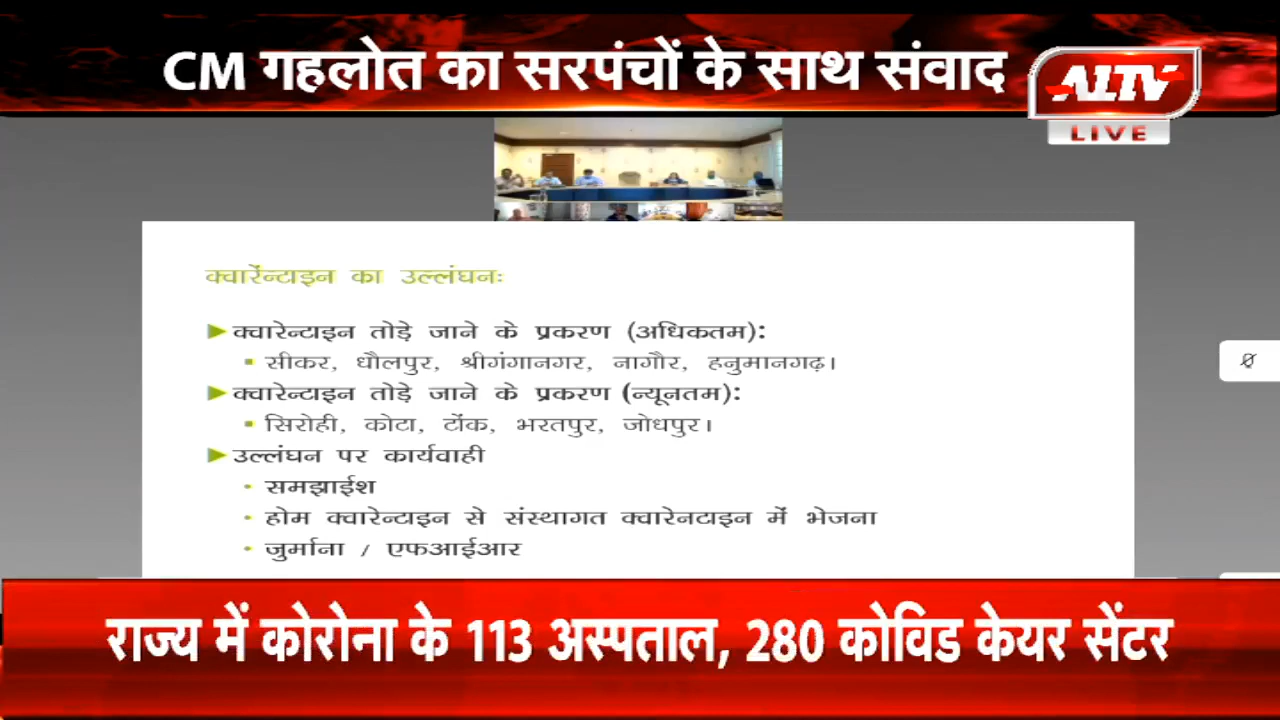 CM गहलोत का सरपंचों के साथ संवाद
ALTV
LIVE
क्वारेंन्टाइन का उल्लंघनः
क्वारेन्टाइन तोड़े जाने के प्रकरण (अधिकतम):
सीकर, धौलपुर, श्रीगंगानगर, नागौर, हनुमानगढ़।
क्वारेन्टाइन तोड़े जाने के प्रकरण (न्यूनतम):
सिरोही, कोटा, टोंक, भरतपुर, जोधपुर।
उल्लंघन पर कार्यवाही
समझाईश
होम क्वारेन्टाइन से संस्थागत क्वारेनटाइन में भेजना
जुर्माना / एफआईआर
राज्य में कोरोना के 113 अस्पताल, 280 कोविड केयर सेंटर